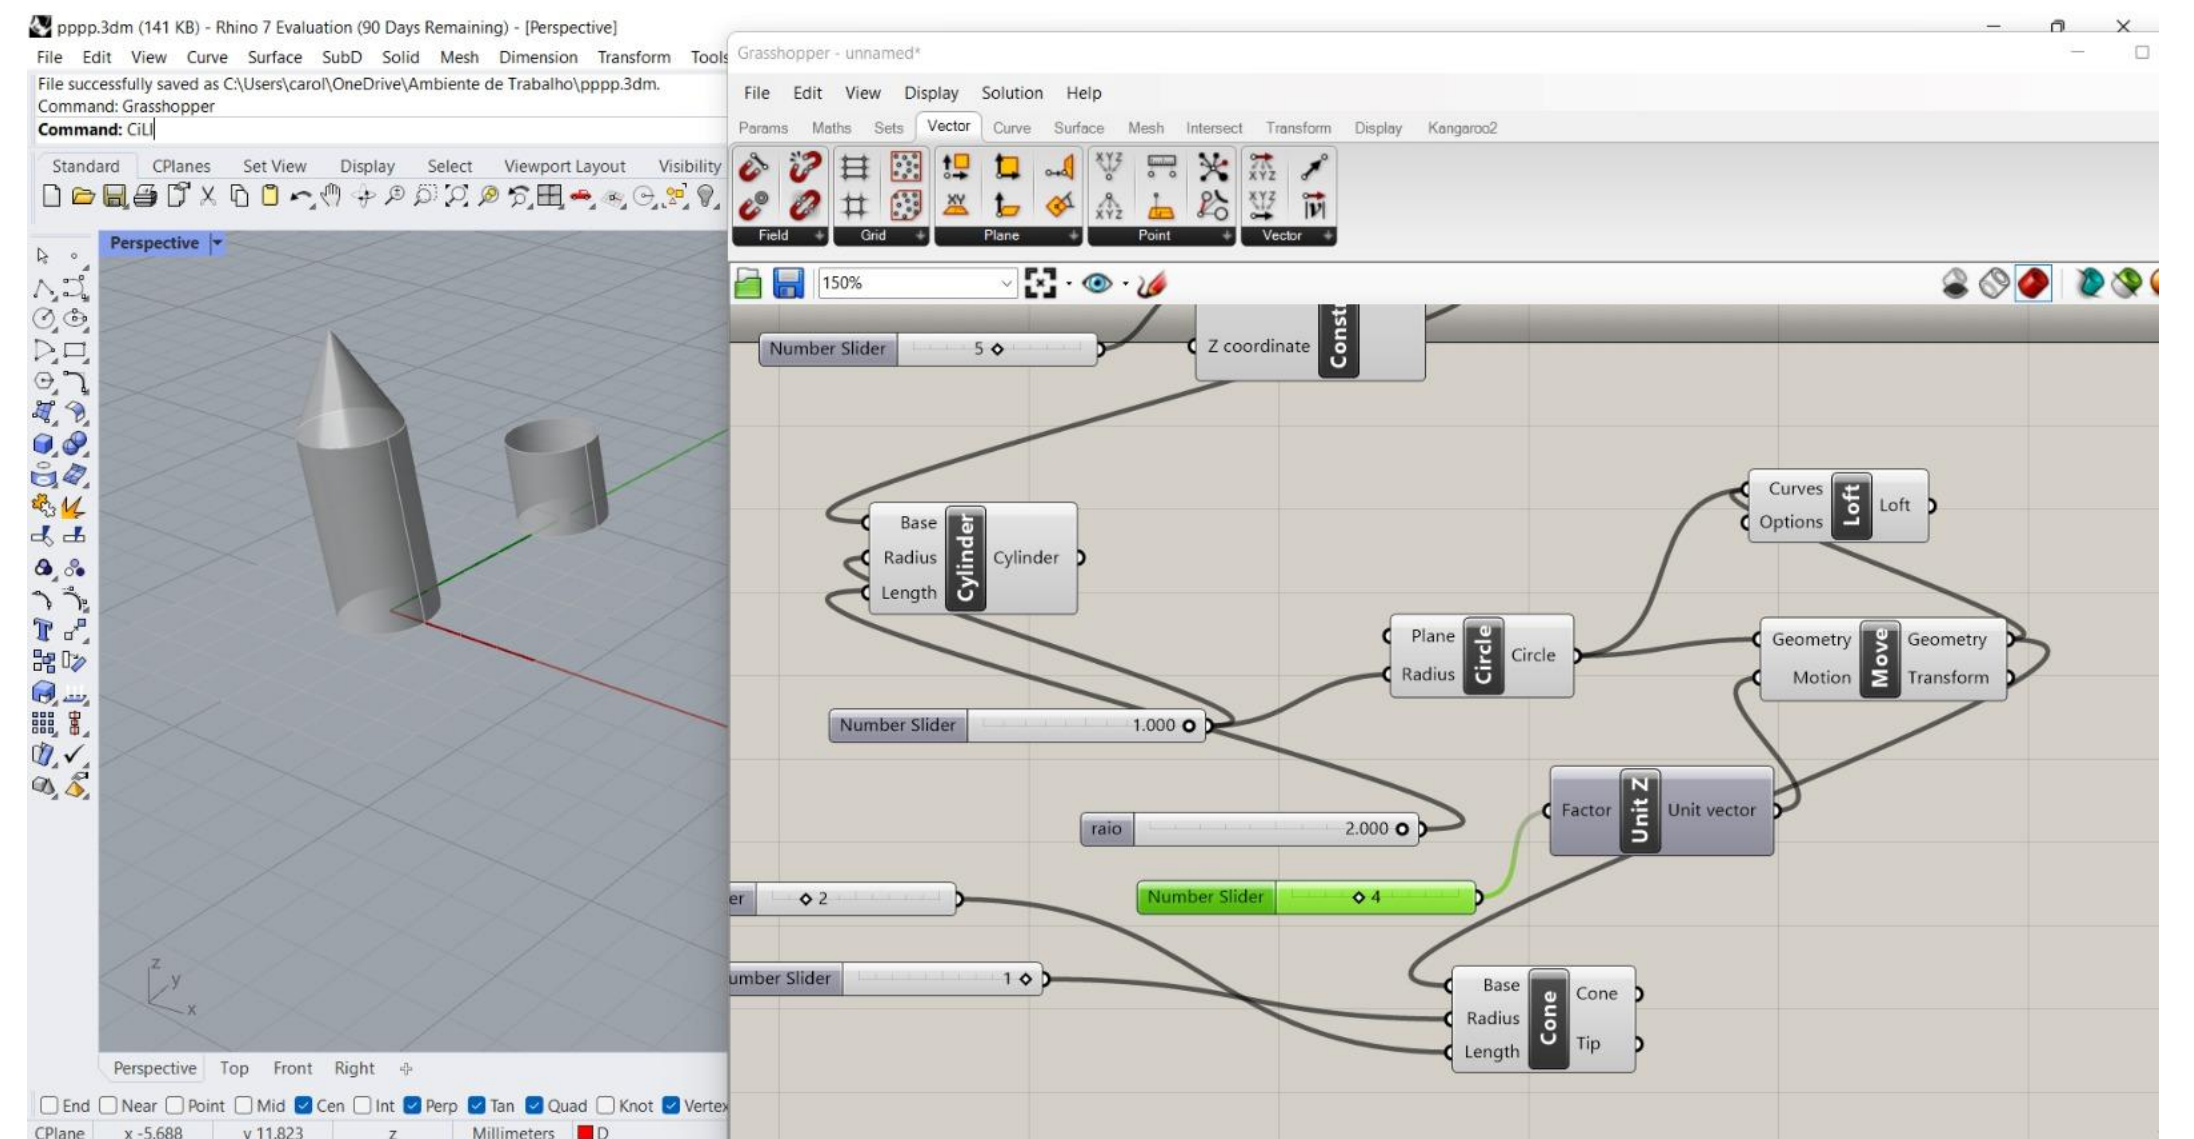 pppp.3dm (141 KB) - Rhino 7 Evaluation (90 Days Remaining) - [Perspective]
File Edit View Curve Surface SubD Solid Mesh Dimension Transform Tools
File successfully saved as C:\Users\carol\OneDrive\Ambiente de Trabalho\pppp.3dm.
Command: Grasshopper
Command: CiLI
Standard CPlanes Set View Display Select Viewport Layout Visibility
Perspective
z
y
x
Perspective Top Front Right
End Near Point Mid Cen Int Perp Tan Quad Knot Vertex
CPlane x -5.688 y 11.823 z Millimeters D
Grasshopper - unnamed*
File Edit View Display Solution Help
Params Maths Sets Vector Curve Surface Mesh Intersect Transform Display Kangaroo2
XYZ XYZ
XY XYZ XYZ
Field Grid Plane Point Vector
150%
Number Slider 5
Z coordinate Const
Curves Loft Loft
Options
Base Cylinder
Radius Cylinder
Length
Plane Circle Circle
Radius
Geometry Move Geometry
Motion Transform
Number Slider 1.000
Factor Unit Z Unit vector
raio 2.000
er 2
Number Slider 4
umber Slider 1
Base Cone Cone
Radius
Length Tip